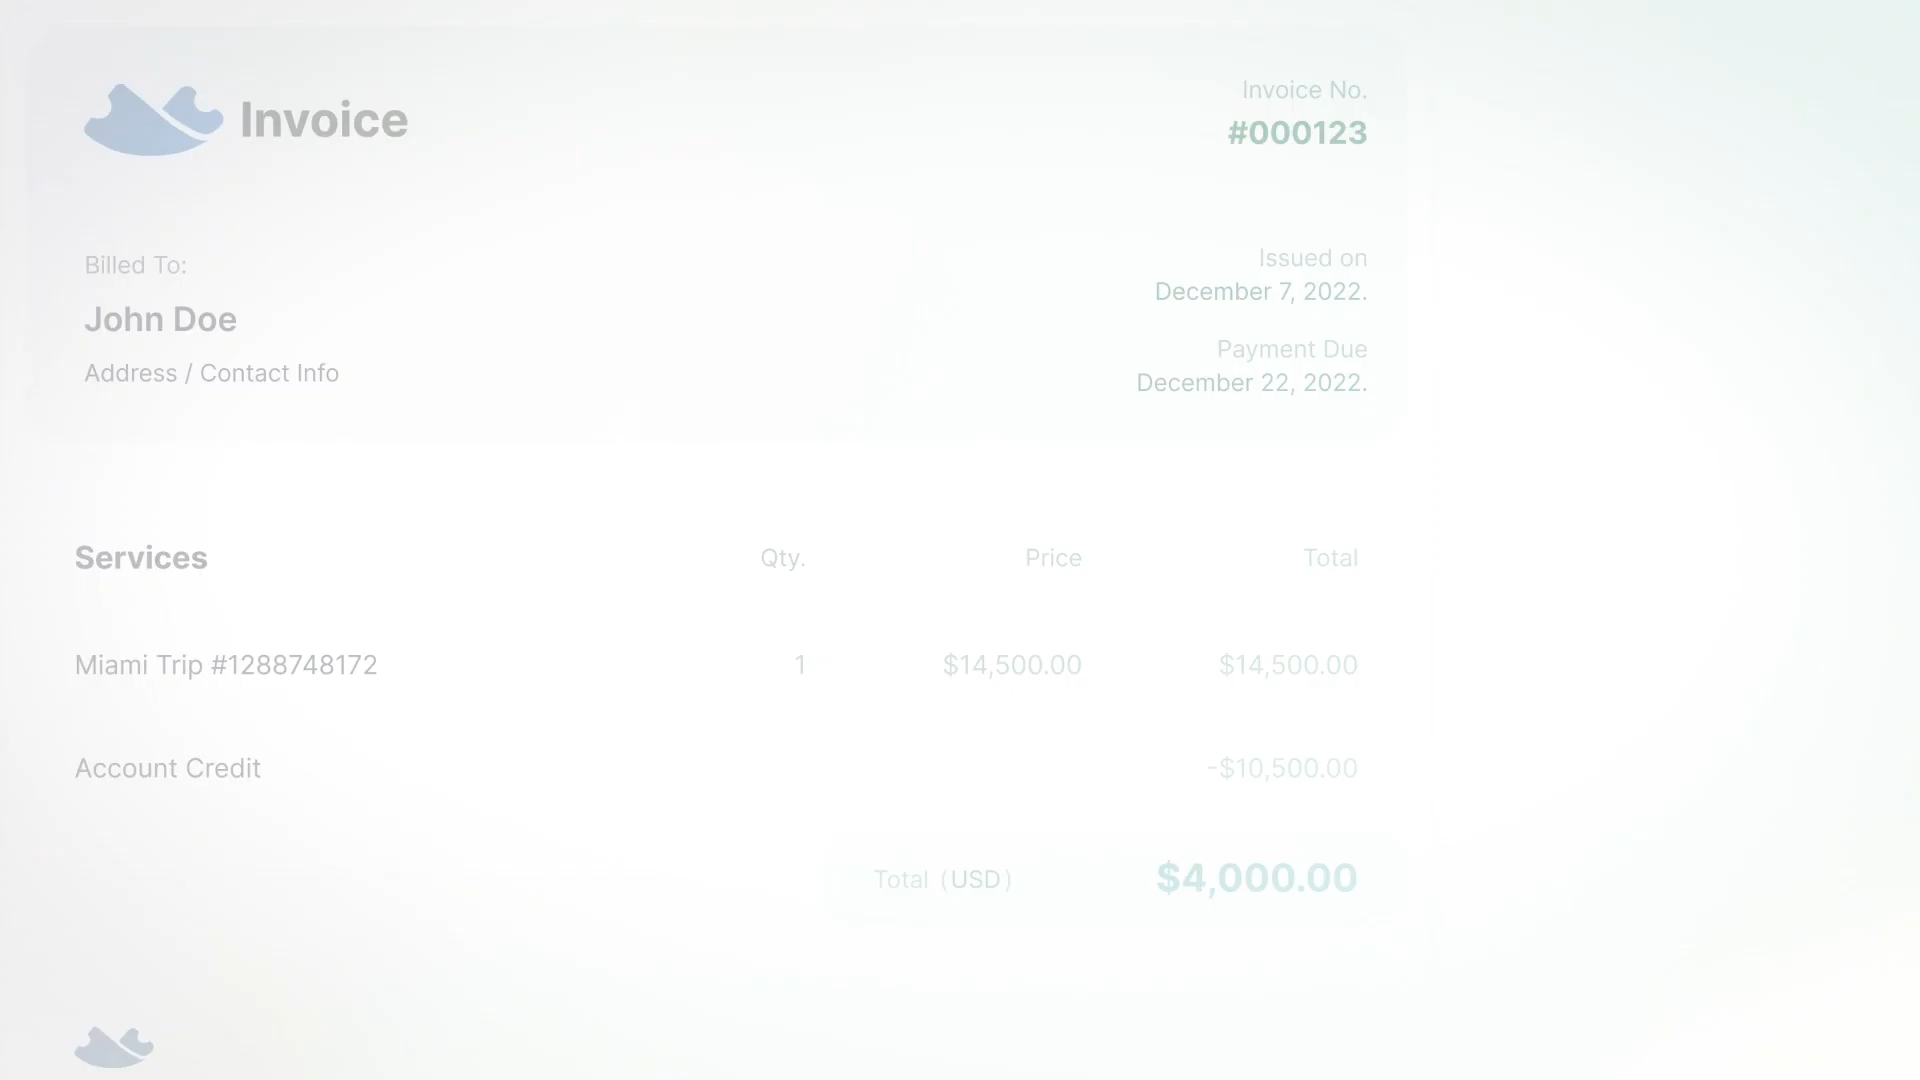 Invoice
Invoice No.
#000123
Billed To:
John Doe
Address / Contact Info
Issued on
December 7, 2022.
Payment Due
December 22, 2022.
Services Qty. Price Total
Miami Trip #1288748172 1 $14,500.00 $14,500.00
Account Credit -$10,500.00
Total (USD) $4,000.00